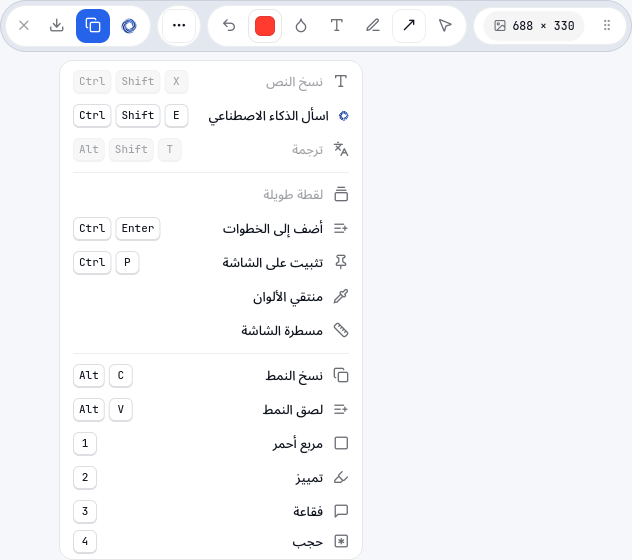 688 × 330
نسخ النص Ctrl Shift X
اسأل الذكاء الاصطناعي Ctrl Shift E
ترجمة Alt Shift T
لقطة طويلة
أضف إلى الخطوات Ctrl Enter
تثبيت على الشاشة Ctrl P
منتقي الألوان
مسطرة الشاشة
نسخ النمط Alt C
لصق النمط Alt V
مربع أحمر 1
تمييز 2
فقاعة 3
حجب 4